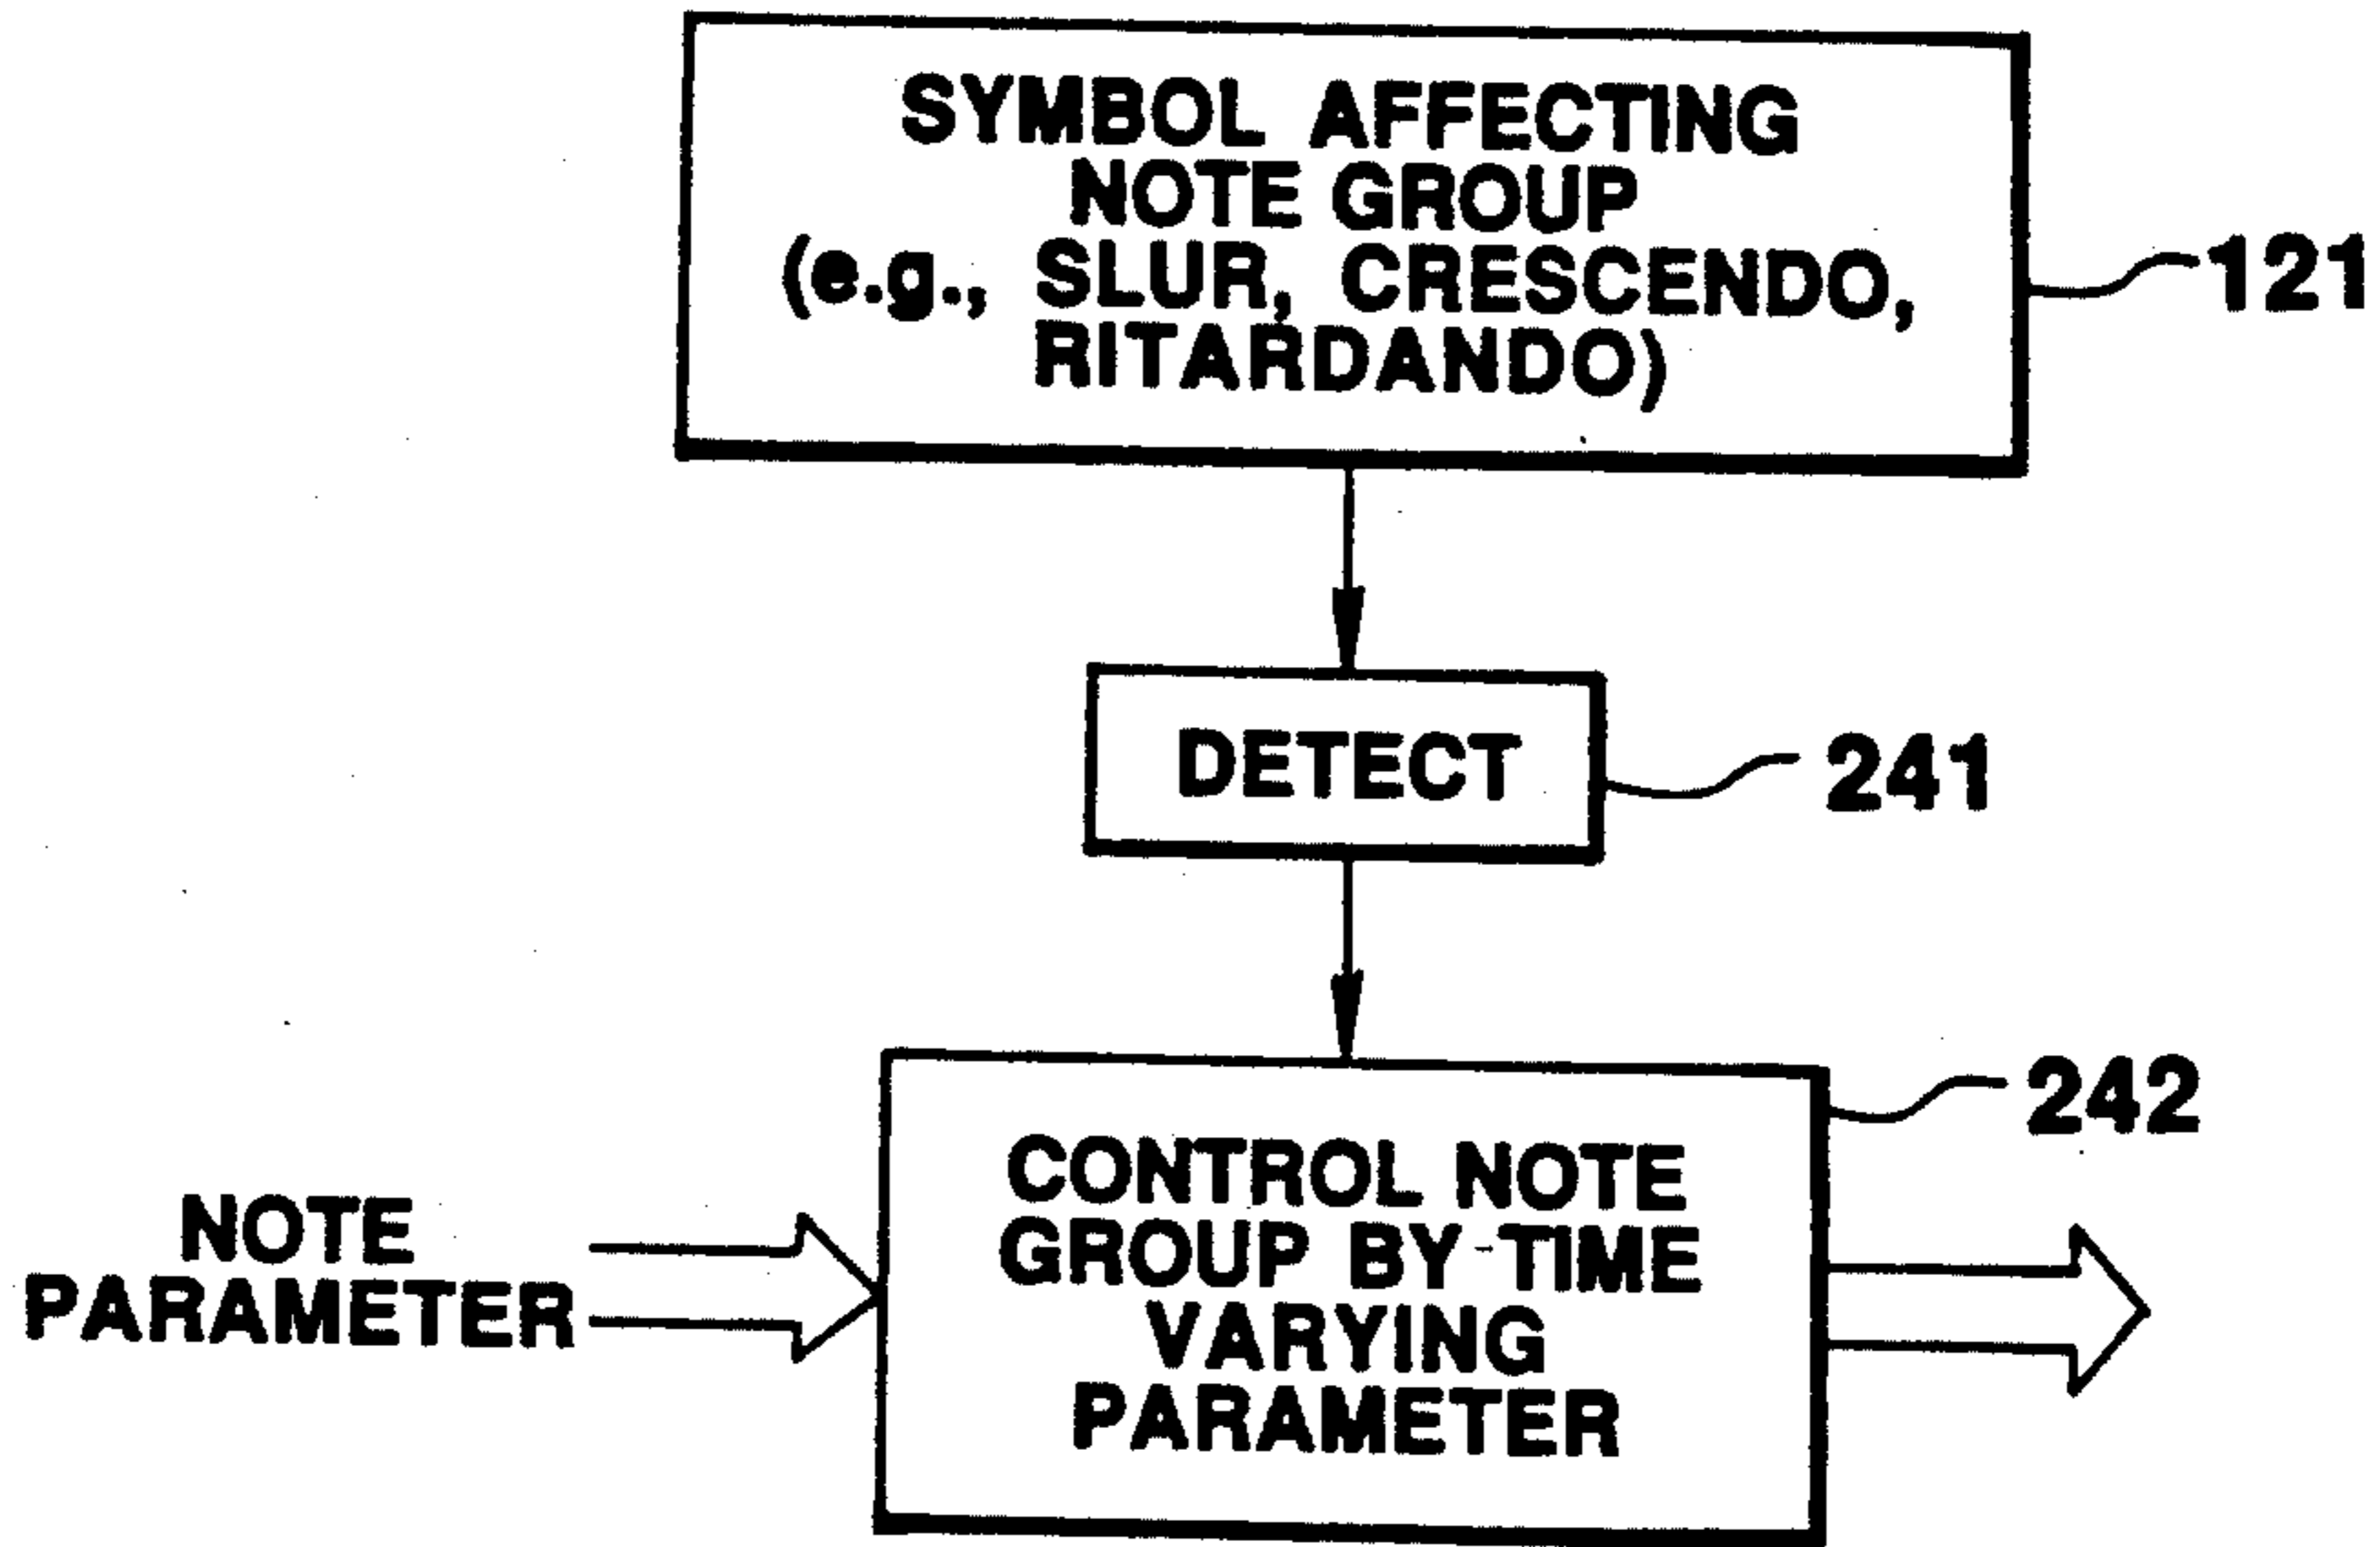 SYMBOL AFFECTING
NOTE GROUP
(e.g., SLUR, CRESCENDO,
RITARDANDO)
121
DETECT
241
242
CONTROL NOTE
GROUP BY-TIME
VARYING
PARAMETER
NOTE
PARAMETER